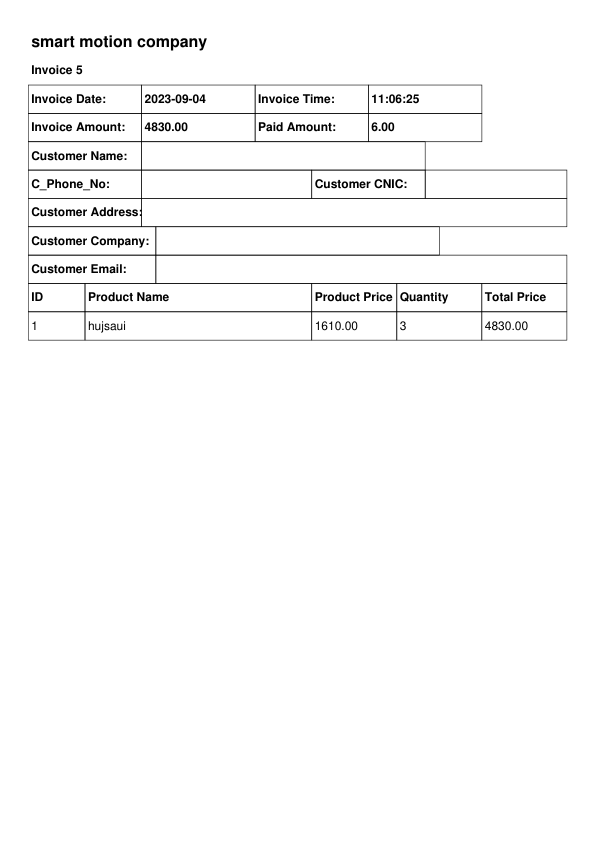 smart motion company
Invoice 5
Invoice Date: 2023-09-04 Invoice Time: 11:06:25
Invoice Amount: 4830.00 Paid Amount: 6.00
Customer Name:
C_Phone_No: Customer CNIC:
Customer Address:
Customer Company:
Customer Email:
ID Product Name Product Price Quantity Total Price
1 hujsaui 1610.00 3 4830.00